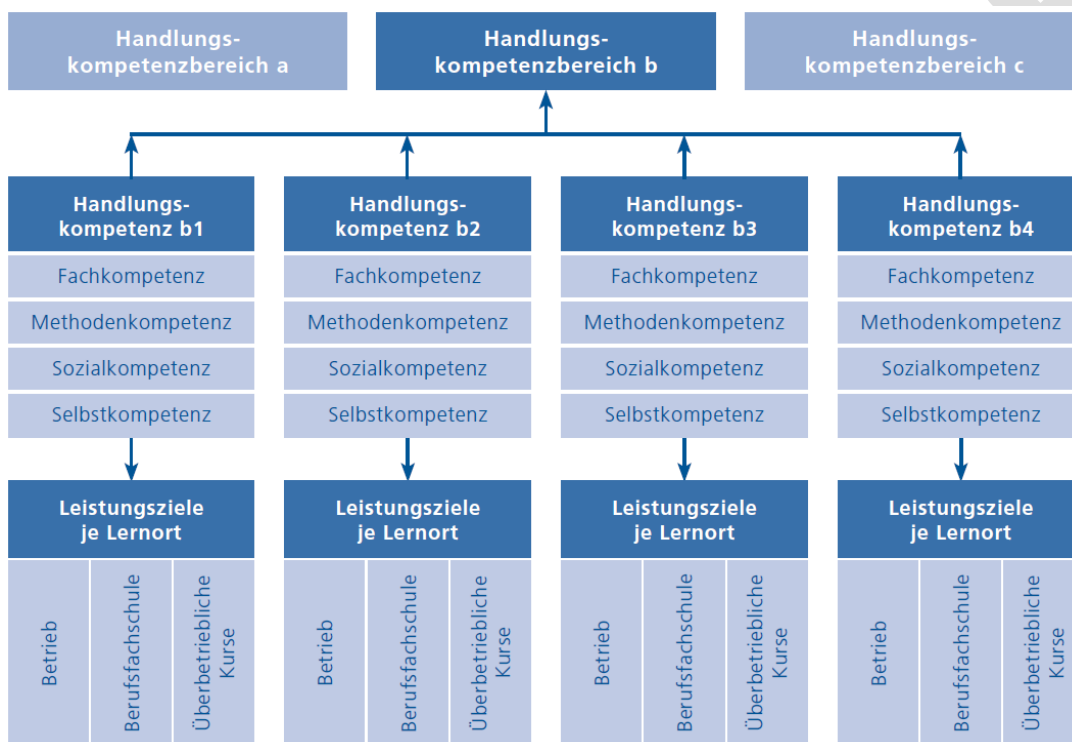 Handlungs-
kompetenzbereich a
Handlungs-
kompetenzbereich b
Handlungs-
kompetenzbereich c
Handlungs-
kompetenz b1
Fachkompetenz
Methodenkompetenz
Sozialkompetenz
Selbstkompetenz
Leistungsziele
je Lernort
Betrieb
Berufsfachschule
Überbetriebliche
Kurse
Handlungs-
kompetenz b2
Fachkompetenz
Methodenkompetenz
Sozialkompetenz
Selbstkompetenz
Leistungsziele
je Lernort
Betrieb
Berufsfachschule
Überbetriebliche
Kurse
Handlungs-
kompetenz b3
Fachkompetenz
Methodenkompetenz
Sozialkompetenz
Selbstkompetenz
Leistungsziele
je Lernort
Betrieb
Berufsfachschule
Überbetriebliche
Kurse
Handlungs-
kompetenz b4
Fachkompetenz
Methodenkompetenz
Sozialkompetenz
Selbstkompetenz
Leistungsziele
je Lernort
Betrieb
Berufsfachschule
Überbetriebliche
Kurse